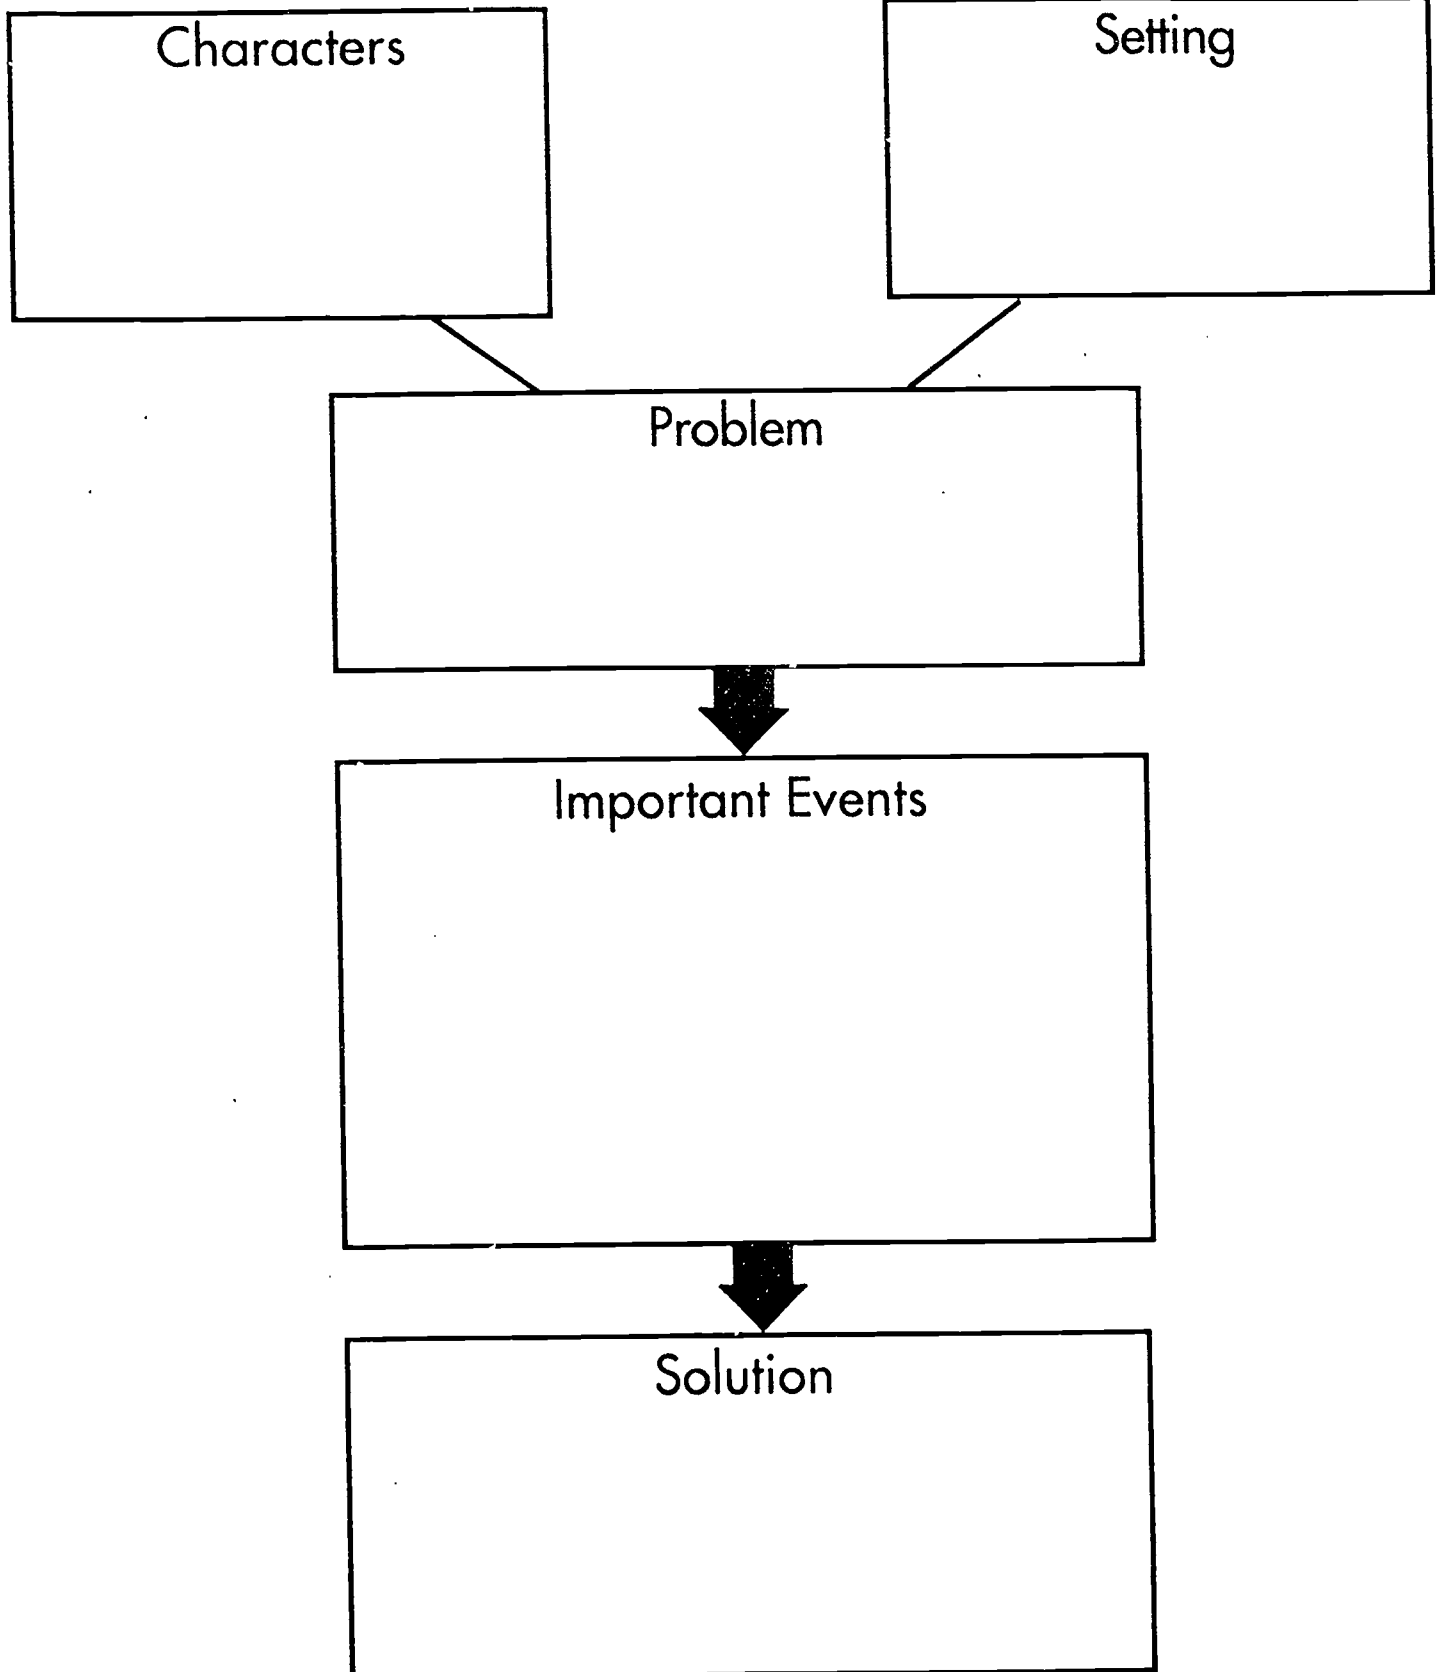 Characters
Setting
Problem
Important Events
Solution